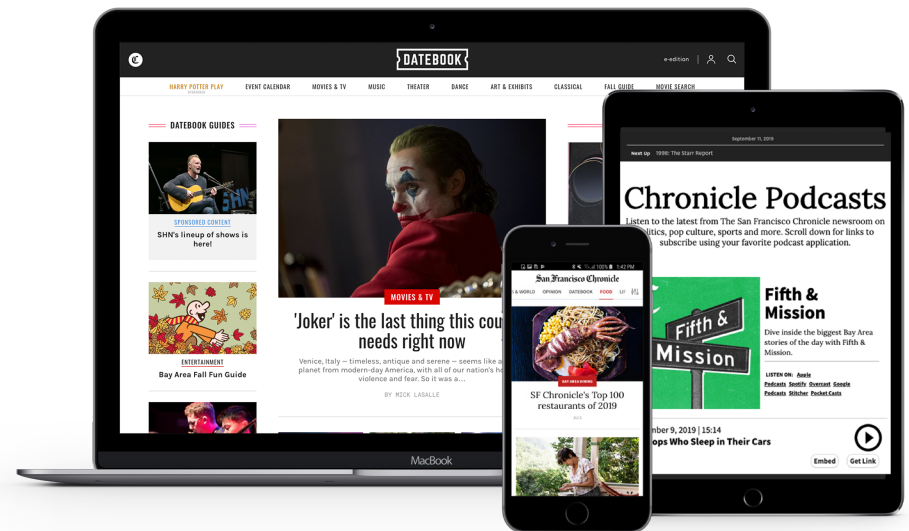 DATEBOOK
e-edition
HARRY POTTER PLAY
EVENT CALENDAR
MOVIES & TV
MUSIC
THEATER
DANCE
ART & EXHIBITS
CLASSICAL
FALL GUIDE
MOVIE SEARCH
DATEBOOK GUIDES
SHN
SPONSORED CONTENT
SHN's lineup of shows is
here!
ENTERTAINMENT
Bay Area Fall Fun Guide
MOVIES & TV
'Joker' is the last thing this cou
needs right now
Venice, Italy — timeless, antique and serene — seems like a
planet from modern-day America, with all of our nation's he
violence and fear. So it was a...
BY MICK LASALLE
MacBook
1:42 PM
San Francisco Chronicle
& WORLD
OPINION
DATEBOOK
FOOD
BAY AREA DINING
SF Chronicle's Top 100
restaurants of 2019
September 11, 2019
Next Up 1998: The Starr Report
Chronicle Podcasts
Listen to the latest from The San Francisco Chronicle newsroom on
litics, pop culture, sports and more. Scroll down for links to
subscribe using your favorite podcast application.
Fifth &
Mission
Fifth &
Mission
Dive inside the biggest Bay Area
stories of the day with Fifth &
Mission.
LISTEN ON: Apple
Podcasts Spotify Overcast Google
Podcasts Stitcher Pocket Casts
mber 9, 2019 | 15:14
ops Who Sleep in Their Cars
Embed
Get Link